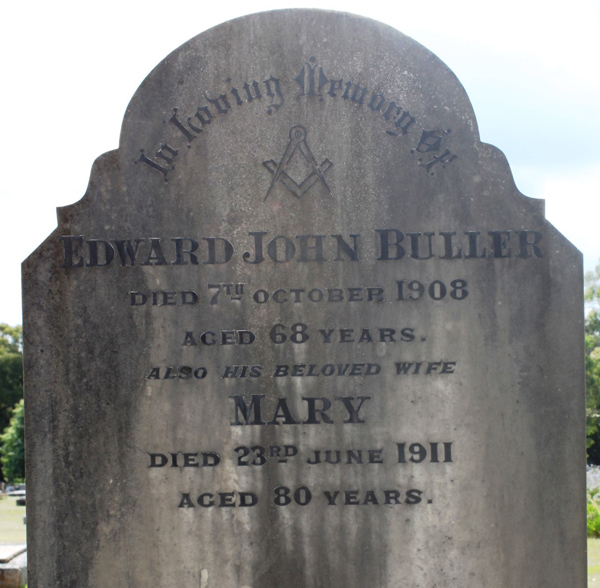 In Loving Memory Of
EDWARD JOHN BULLER
DIED 7TH OCTOBER 1908
AGED 68 YEARS.
ALSO HIS BELOVED WIFE
MARY
DIED 23RD JUNE 1911
AGED 80 YEARS.